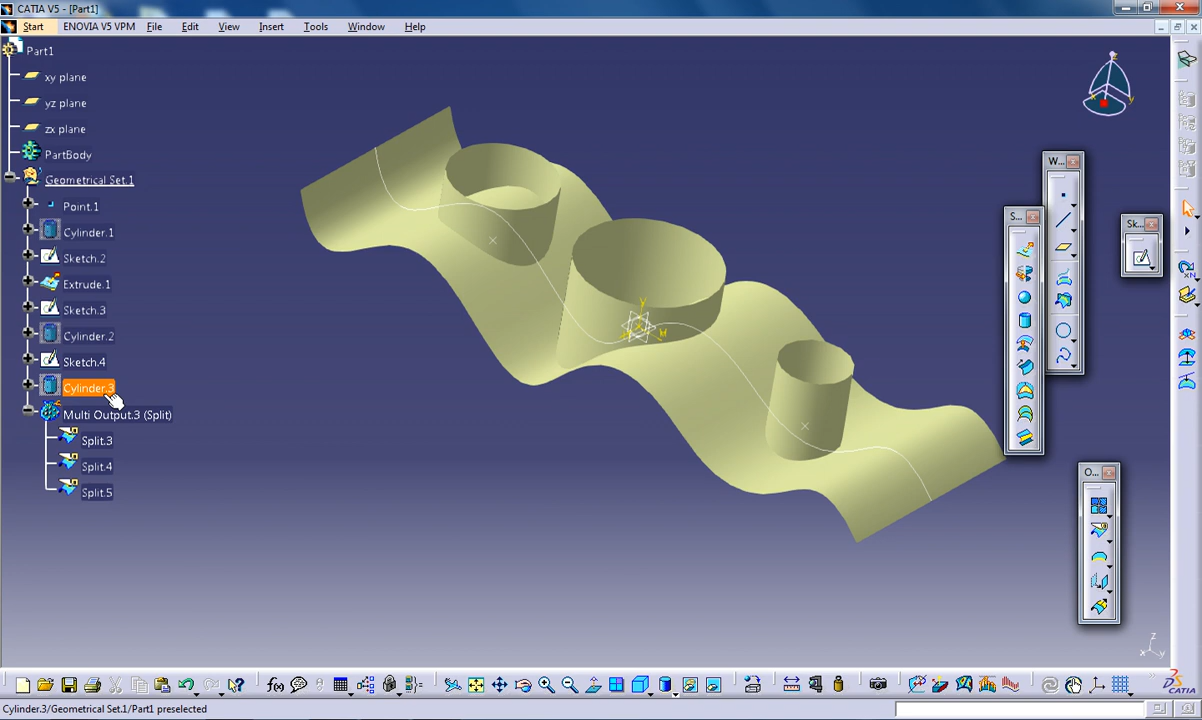 CATIA V5 - [Part1]
Start ENOVIA V5 VPM File Edit View Insert Tools Window Help
Part1
xy plane
yz plane
zx plane
PartBody
Geometrical Set.1
Point.1
Cylinder.1
Sketch.2
Extrude.1
Sketch.3
Cylinder.2
Sketch.4
Cylinder.3
Multi Output.3 (Split)
Split.3
Split.4
Split.5
W...
S...
Sk...
O...
z
y
y
z
y
f(x)
CATIA
Cylinder.3/Geometrical Set.1/Part1 preselected